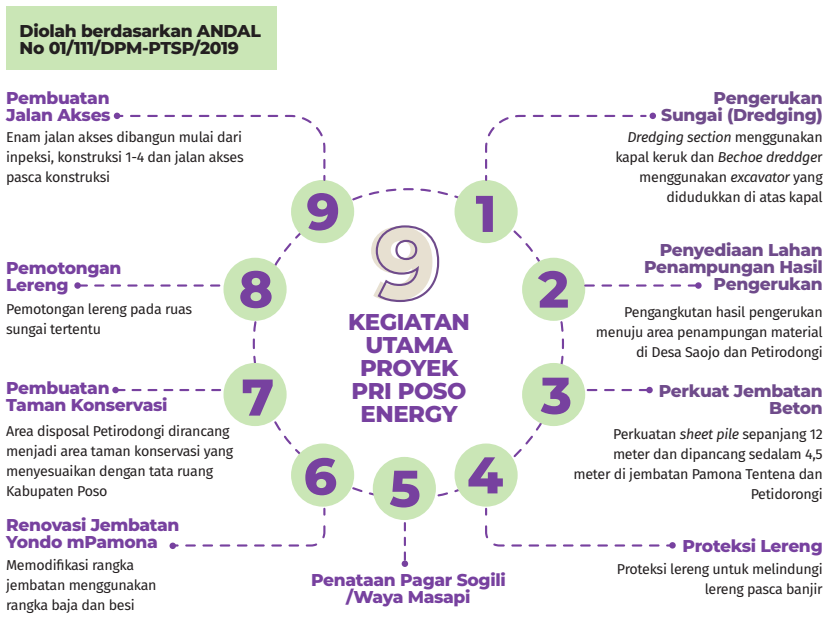 Diolah berdasarkan ANDAL
No 01/111/DPM-PTSP/2019
9
KEGIATAN
UTAMA
PROYEK
PRI POSO
ENERGY
1
Pengerukan
Sungai (Dredging)
Dredging section menggunakan
kapal keruk dan Bechoe dreddger
menggunakan excavator yang
didudukkan di atas kapal
2
Penyediaan Lahan
Penampungan Hasil
Pengerukan
Pengangkutan hasil pengerukan
menuju area penampungan material
di Desa Saojo dan Petirodongi
3
Perkuat Jembatan
Beton
Perkuatan sheet pile sepanjang 12
meter dan dipancang sedalam 4,5
meter di jembatan Pamona Tentena dan
Petidorongi
4
Proteksi Lereng
Proteksi lereng untuk melindungi
lereng pasca banjir
5
Penataan Pagar Sogili
/Waya Masapi
6
Renovasi Jembatan
Yondo mPamona
Memodifikasi rangka
jembatan menggunakan
rangka baja dan besi
7
Pembuatan
Taman Konservasi
Area disposal Petirodongi dirancang
menjadi area taman konservasi yang
menyesuaikan dengan tata ruang
Kabupaten Poso
8
Pemotongan
Lereng
Pemotongan lereng pada ruas
sungai tertentu
9
Pembuatan
Jalan Akses
Enam jalan akses dibangun mulai dari
inpeksi, konstruksi 1-4 dan jalan akses
pasca konstruksi